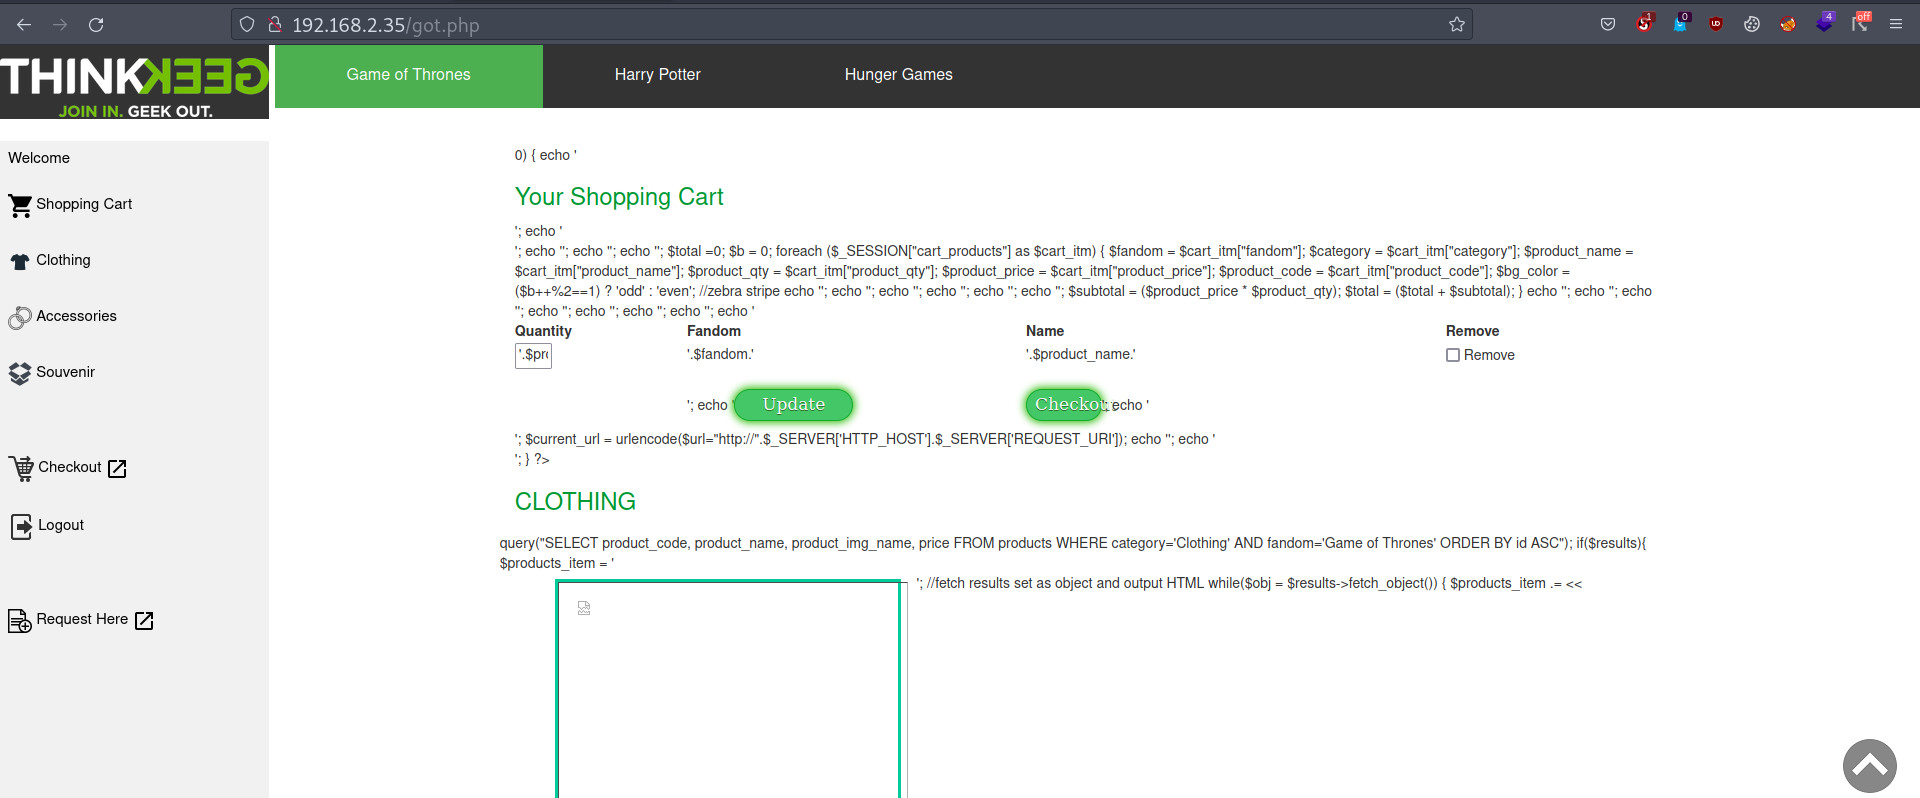 192.168.2.35/got.php
1
0
4
off
THINKGEEK
JOIN IN. GEEK OUT.
Game of Thrones
Harry Potter
Hunger Games
Welcome
Shopping Cart
Clothing
Accessories
Souvenir
Checkout
Logout
Request Here
0) { echo '
Your Shopping Cart
'; echo '
'; echo ''; echo ''; echo ''; $total =0; $b = 0; foreach ($_SESSION["cart_products"] as $cart_itm) { $fandom = $cart_itm["fandom"]; $category = $cart_itm["category"]; $product_name =
$cart_itm["product_name"]; $product_qty = $cart_itm["product_qty"]; $product_price = $cart_itm["product_price"]; $product_code = $cart_itm["product_code"]; $bg_color =
($b++%2==1) ? 'odd' : 'even'; //zebra stripe echo ''; echo ''; echo ''; echo ''; echo ''; echo ''; $subtotal = ($product_price * $product_qty); $total = ($total + $subtotal); } echo ''; echo ''; echo
''; echo ''; echo ''; echo ''; echo ''; echo '
Quantity Fandom Name Remove
'.$pro '.$fandom.' '.$product_name.' Remove
'; echo ' Update Checkout '; echo '
'; $current_url = urlencode($url="http://".$_SERVER['HTTP_HOST'].$_SERVER['REQUEST_URI']); echo ''; echo '
'; } ?>
CLOTHING
query("SELECT product_code, product_name, product_img_name, price FROM products WHERE category='Clothing' AND fandom='Game of Thrones' ORDER BY id ASC"); if($results){
$products_item = '
'; //fetch results set as object and output HTML while($obj = $results->fetch_object()) { $products_item .= <<